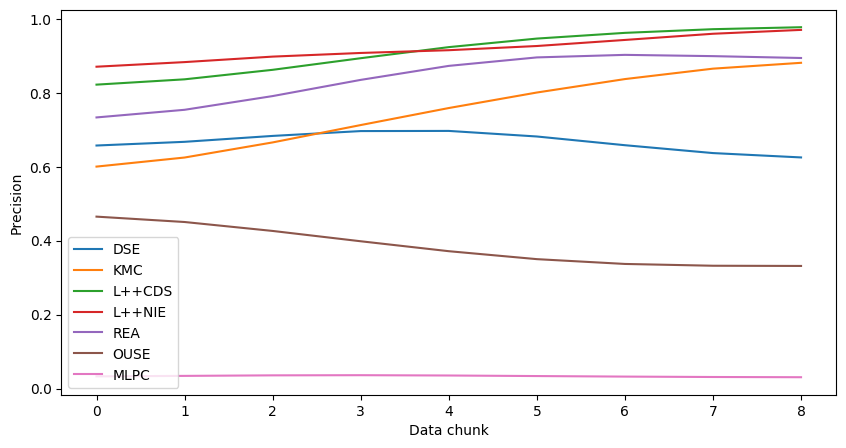 1.0
0.8
0.6
0.4
0.2
0.0
Precision
DSE
KMC
L++CDS
L++NIE
REA
OUSE
MLPC
0 1 2 3 4 5 6 7 8
Data chunk